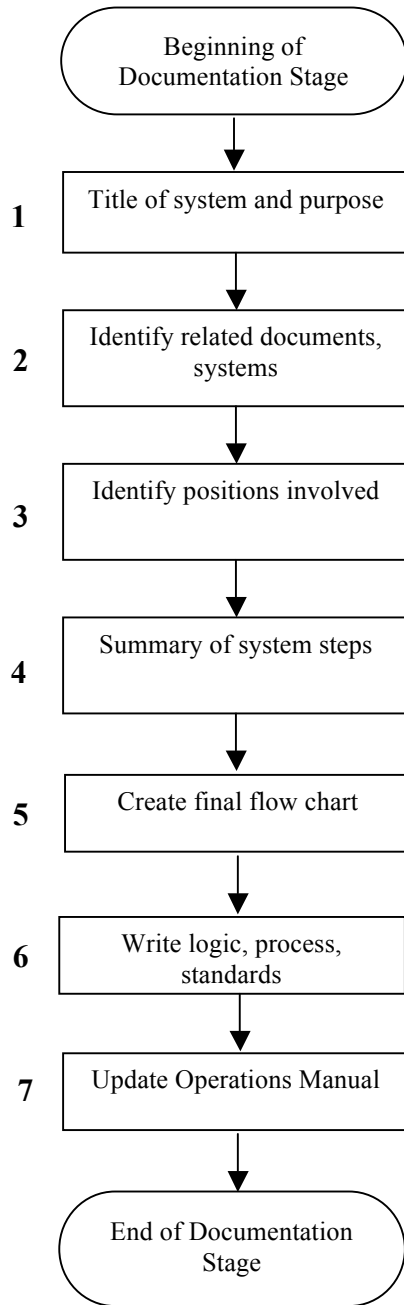 Beginning of
Documentation Stage
1
Title of system and purpose
2
Identify related documents,
systems
3
Identify positions involved
4
Summary of system steps
5
Create final flow chart
6
Write logic, process,
standards
7
Update Operations Manual
End of Documentation
Stage